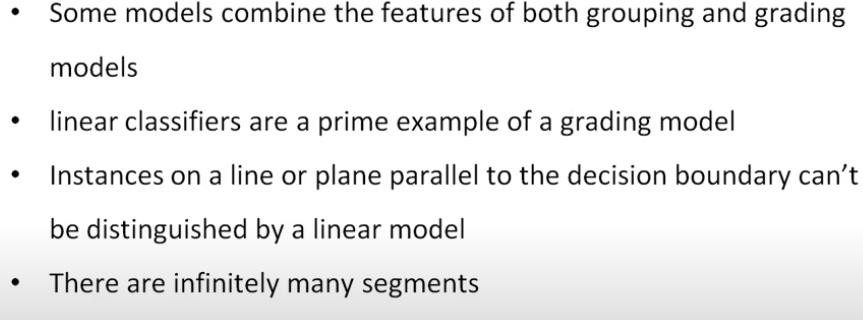 • Some models combine the features of both grouping and grading
models
• linear classifiers are a prime example of a grading model
• Instances on a line or plane parallel to the decision boundary can’t
be distinguished by a linear model
• There are infinitely many segments